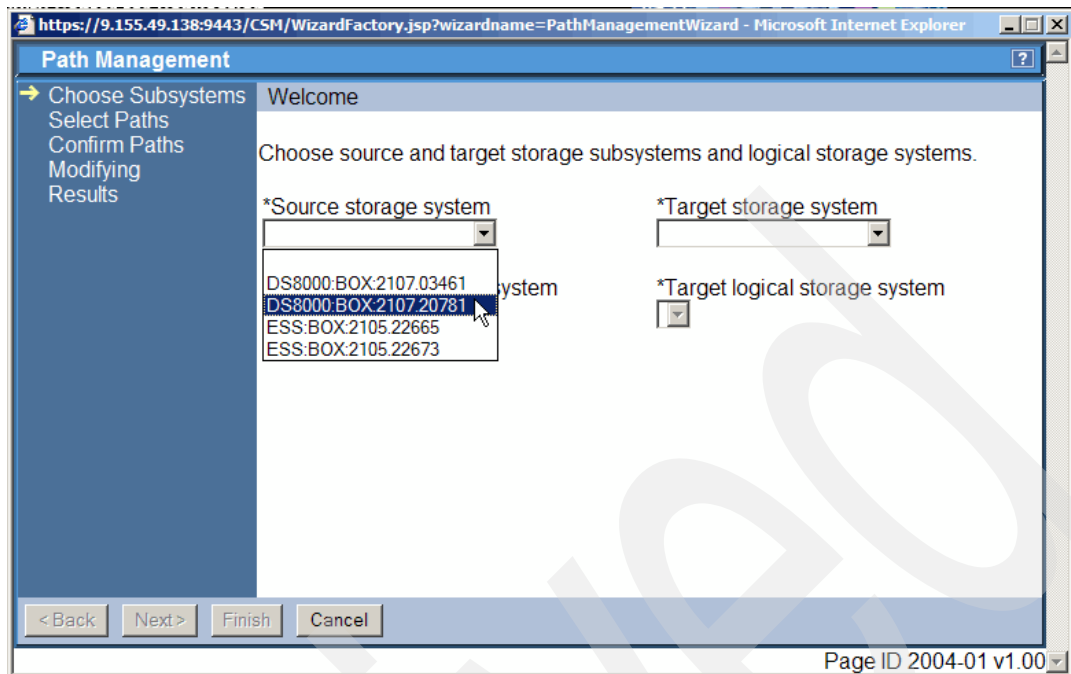 https://9.155.49.138:9443/CSM/WizardFactory.jsp?wizardname=PathManagementWizard - Microsoft Internet Explorer
Path Management
?
Choose Subsystems
Select Paths
Confirm Paths
Modifying
Results
Welcome
Choose source and target storage subsystems and logical storage systems.
*Source storage system
*Target storage system
DS8000:BOX:2107.03461
DS8000:BOX:2107.20781
ESS:BOX:2105.22665
ESS:BOX:2105.22673
ystem
*Target logical storage system
< Back
Next >
Finish
Cancel
Page ID 2004-01 v1.00